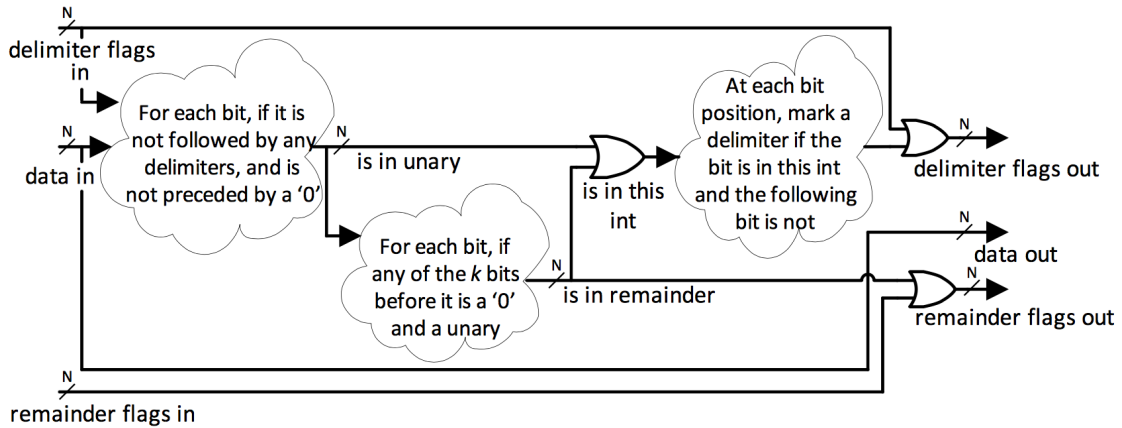 N
delimiter flags
in
For each bit, if it is
not followed by any
delimiters, and is
not preceded by a ‘0’
N
data in
N
is in unary
For each bit, if
any of the k bits
before it is a ‘0’
and a unary
N
is in remainder
is in this
int
At each bit
position, mark a
delimiter if the
bit is in this int
and the following
bit is not
N
delimiter flags out
N
data out
N
remainder flags out
N
remainder flags in